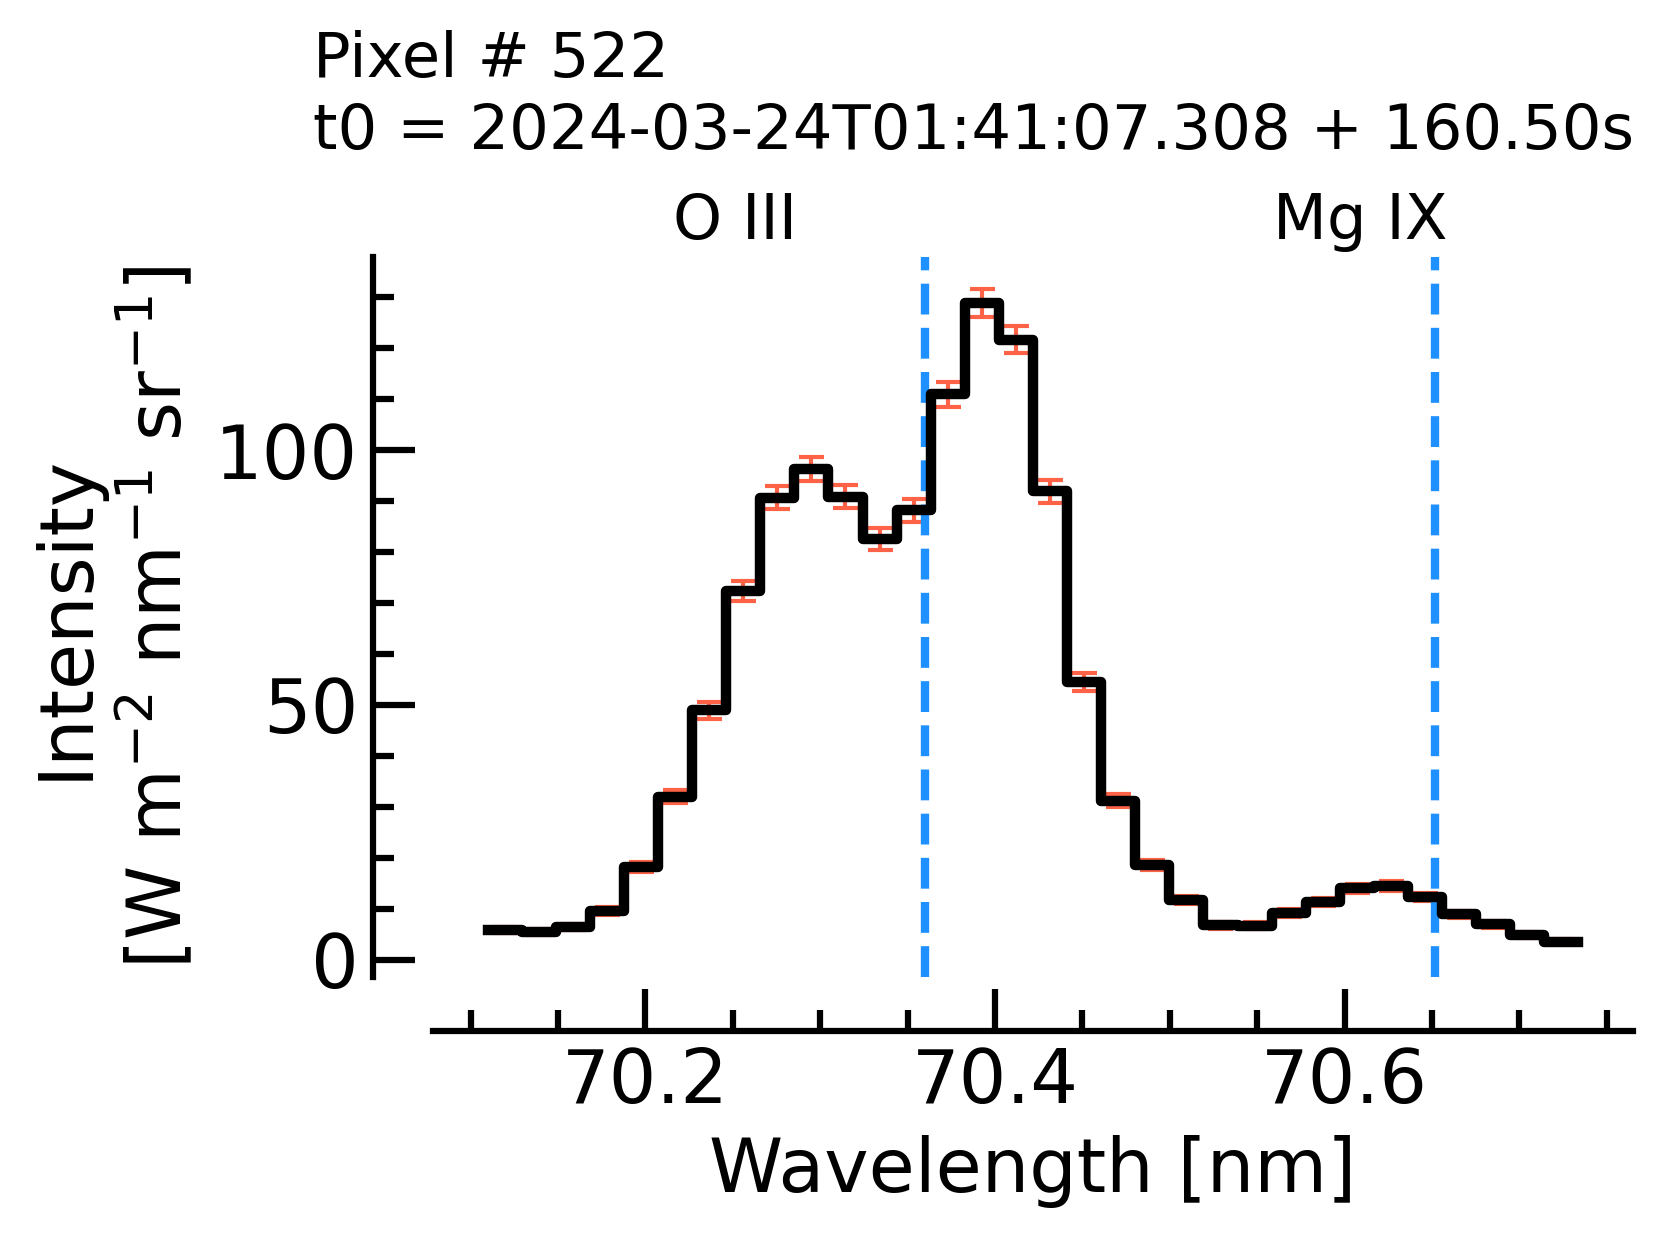 Pixel # 522
t0 = 2024-03-24T01:41:07.308 + 160.50s
O III Mg IX
Intensity
[W m⁻² nm⁻¹ sr⁻¹]
100
50
0
70.2 70.4 70.6
Wavelength [nm]